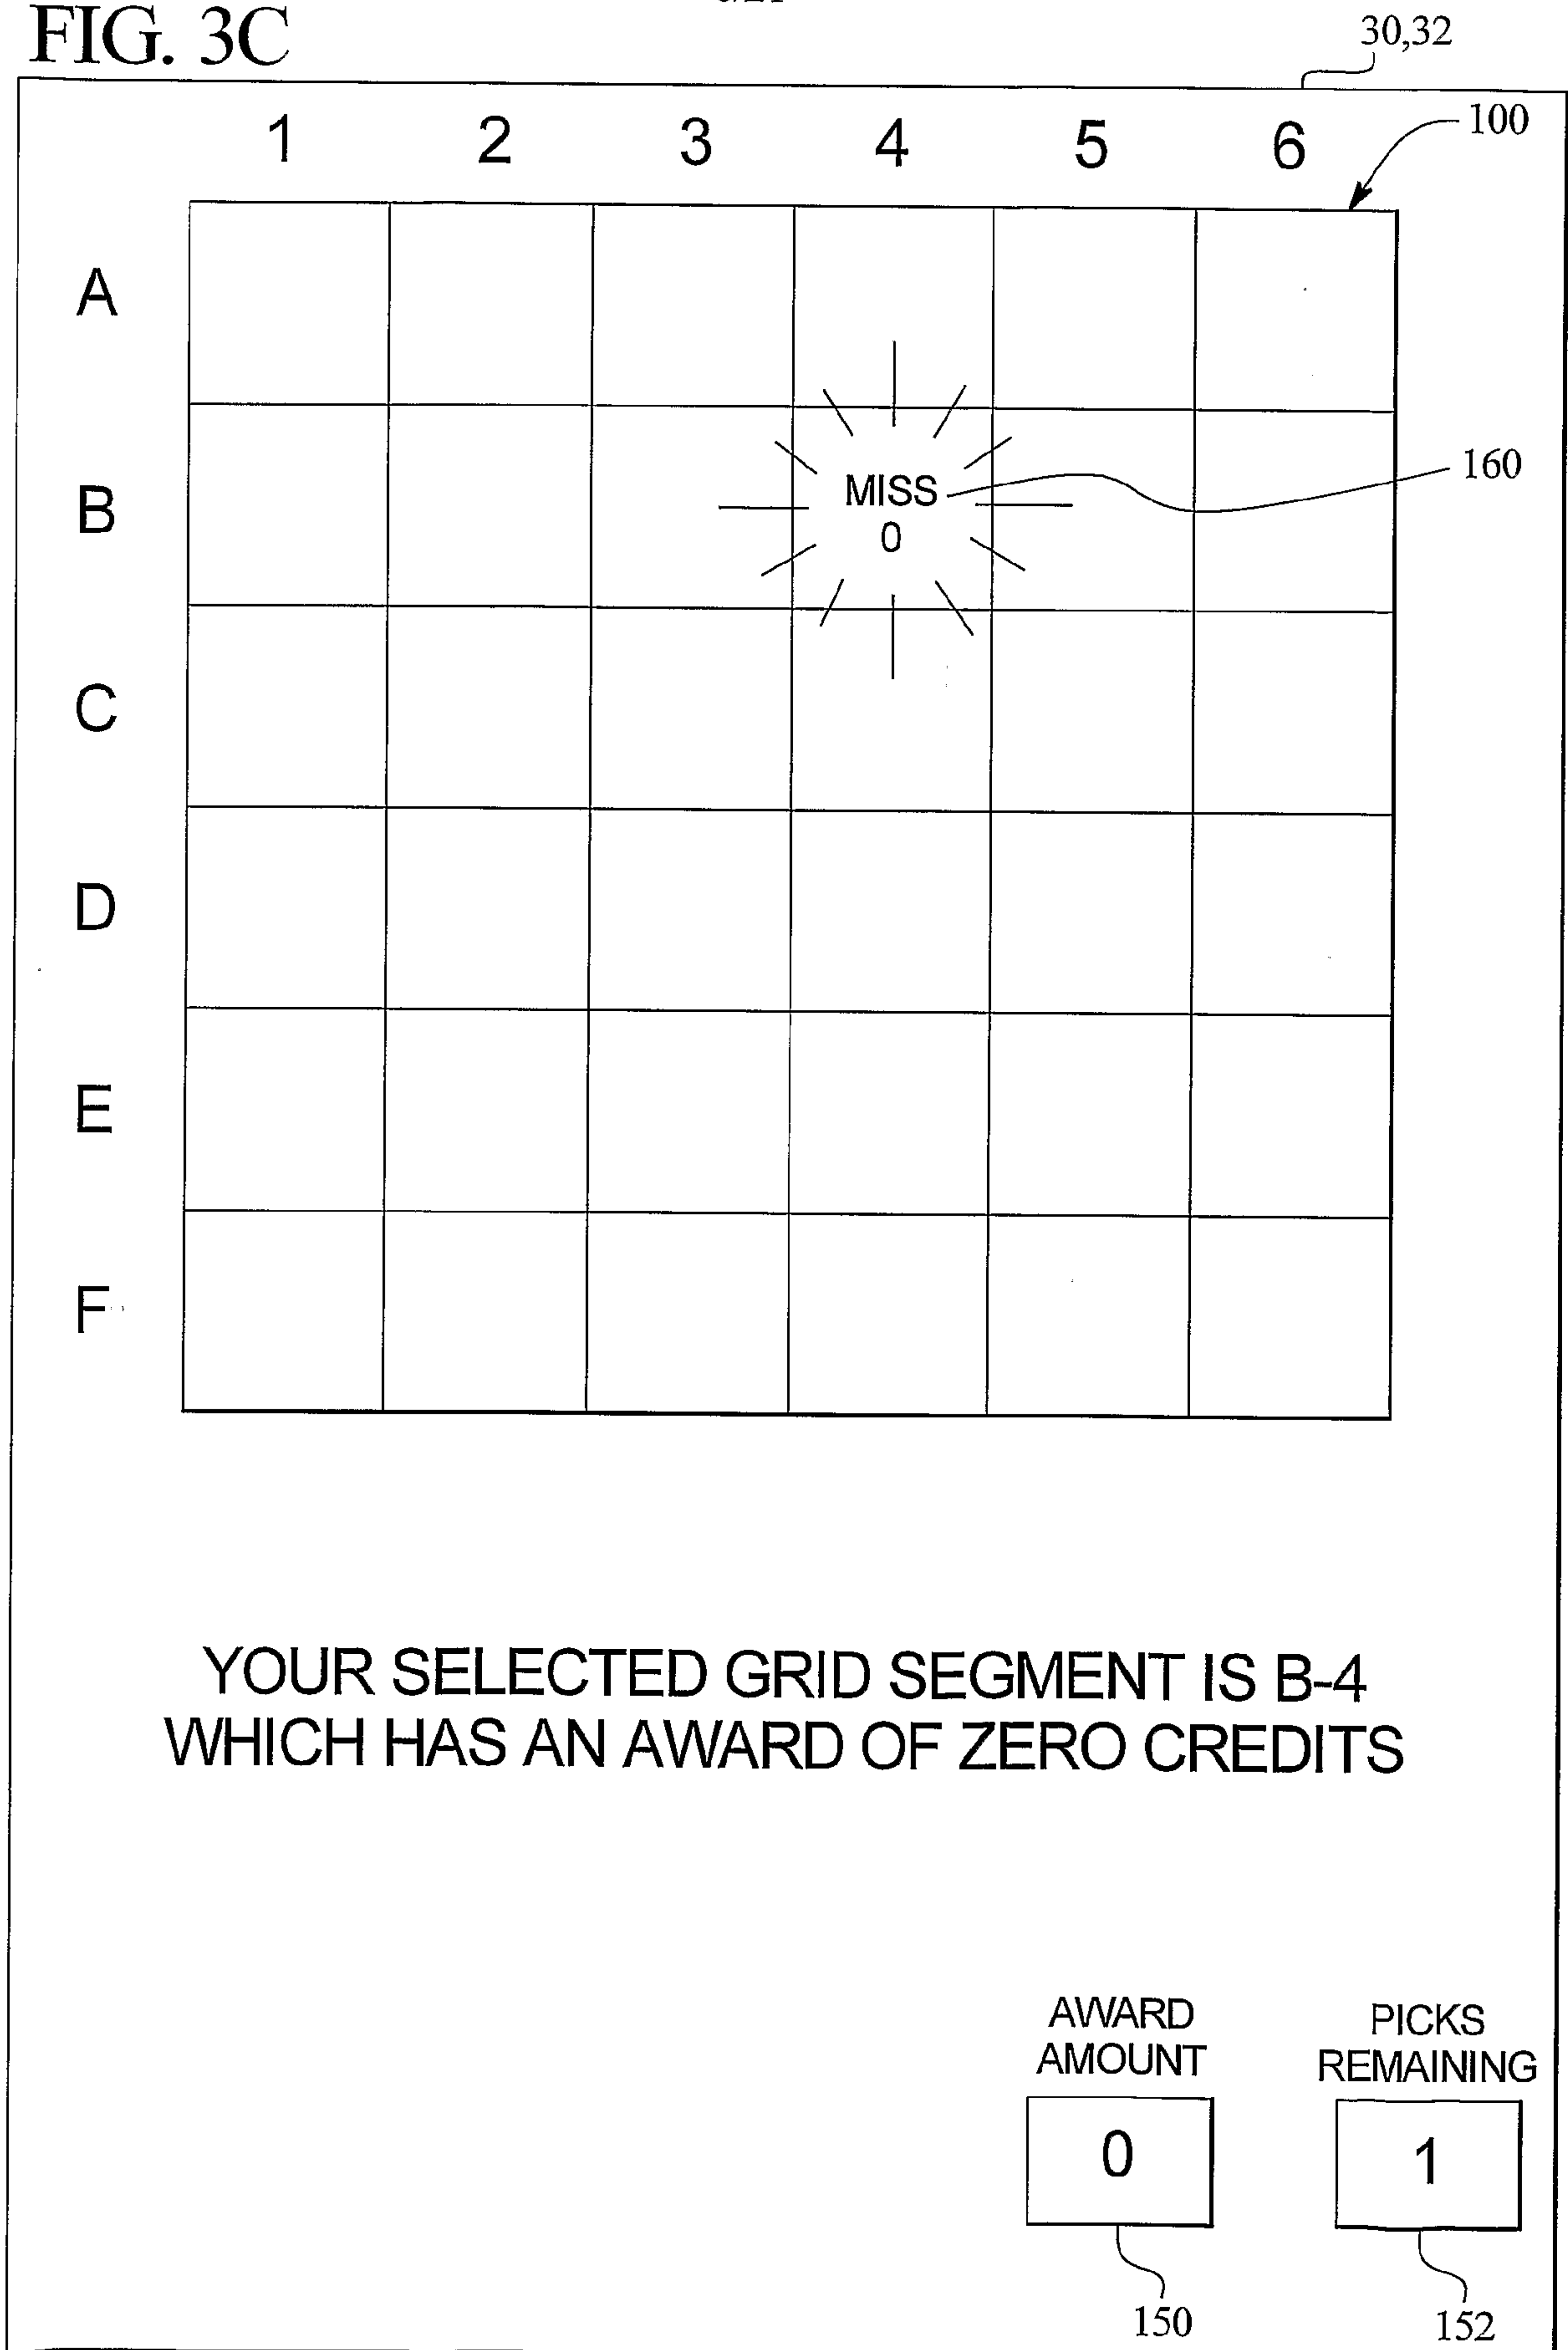 FIG. 3C
30,32
100
1 2 3 4 5 6
A
B
MISS
0
160
C
D
E
F
YOUR SELECTED GRID SEGMENT IS B-4
WHICH HAS AN AWARD OF ZERO CREDITS
AWARD
AMOUNT
PICKS
REMAINING
0
1
150
152